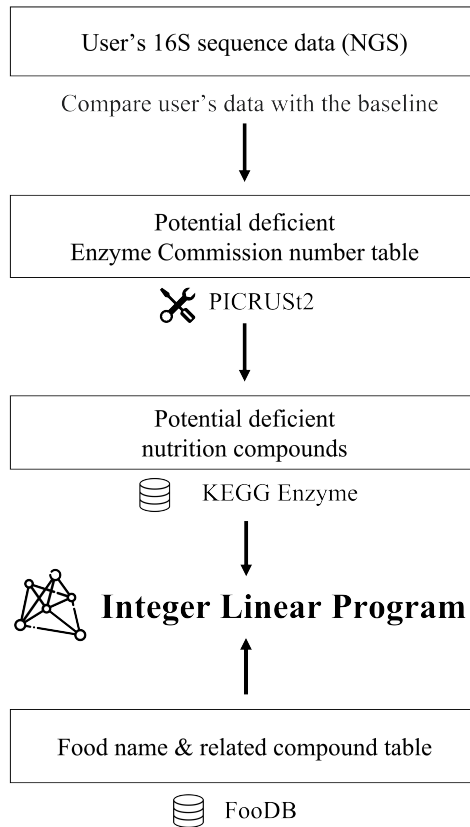 User's 16S sequence data (NGS)
Compare user's data with the baseline
Potential deficient
Enzyme Commission number table
PICRUSt2
Potential deficient
nutrition compounds
KEGG Enzyme
Integer Linear Program
Food name & related compound table
FooDB